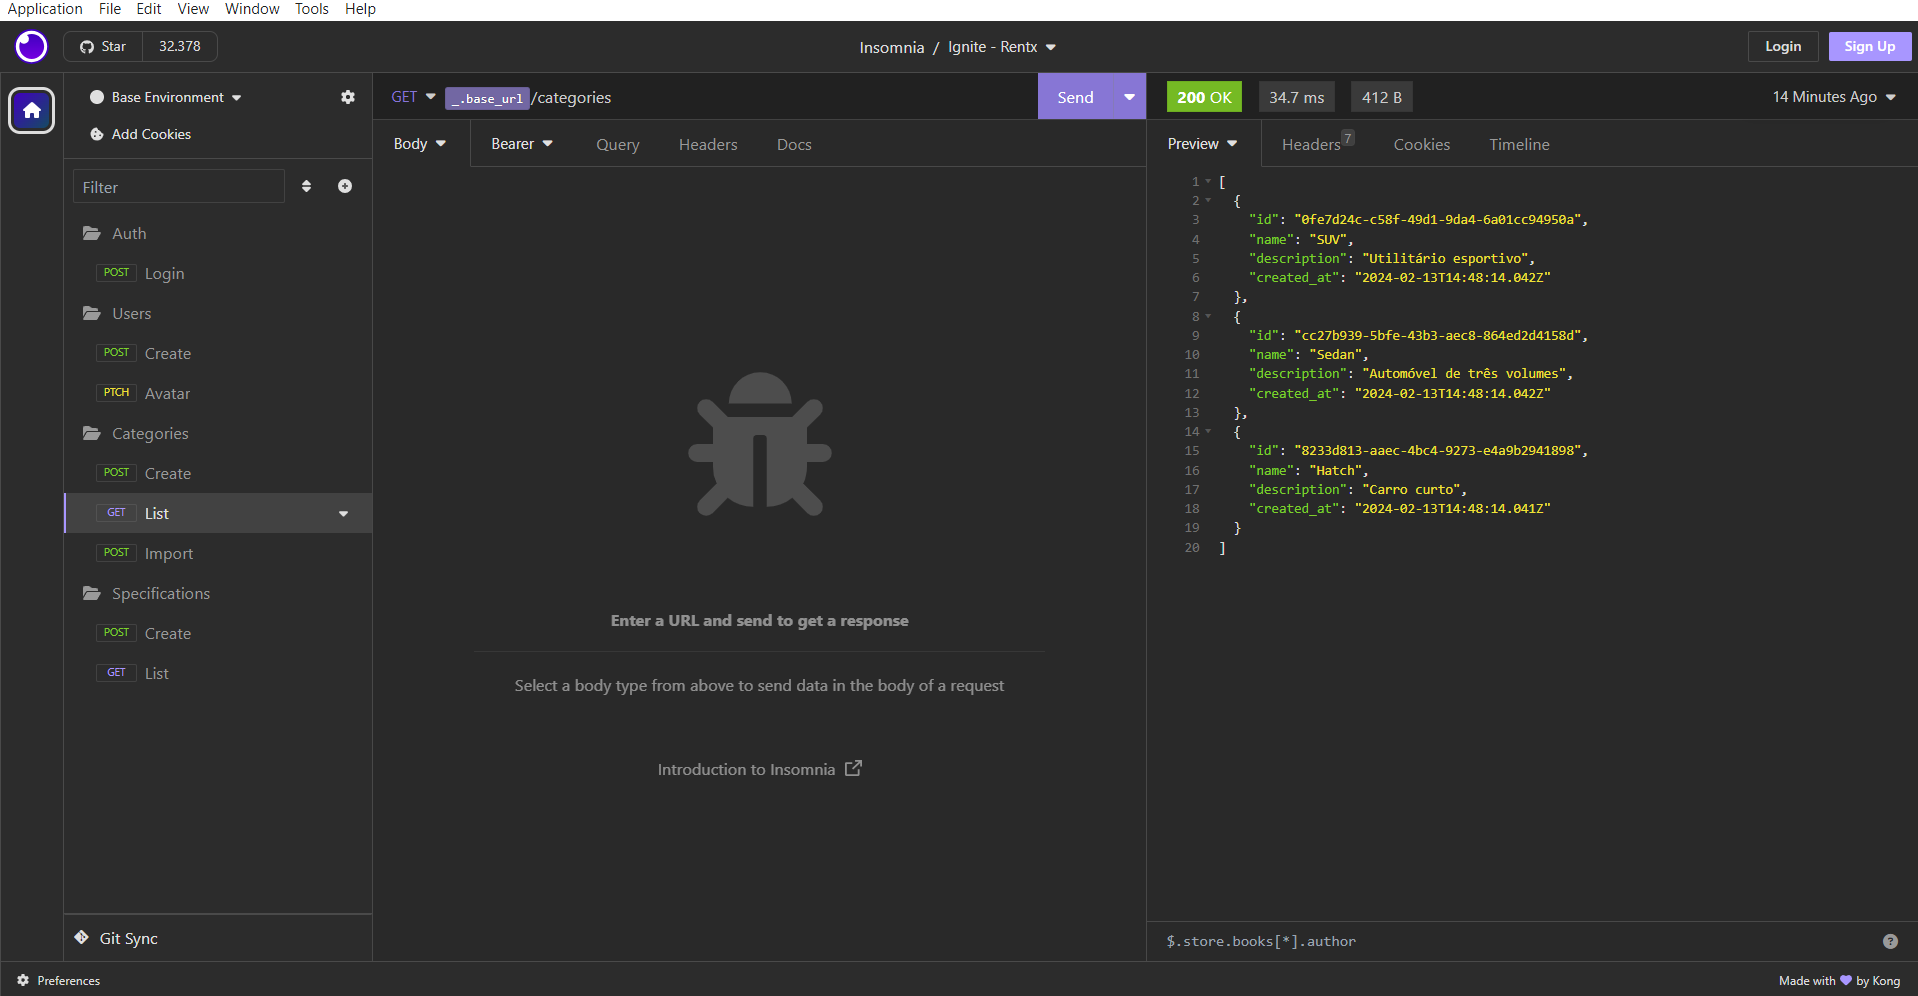 Application File Edit View Window Tools Help
Star 32.378 Insomnia / Ignite - Rentx Login Sign Up
Base Environment
Add Cookies
Filter
Auth
POST Login
Users
POST Create
PTCH Avatar
Categories
POST Create
GET List
POST Import
Specifications
POST Create
GET List
Git Sync
GET _.base_url /categories Send
Body Bearer Query Headers Docs
Enter a URL and send to get a response
Select a body type from above to send data in the body of a request
Introduction to Insomnia
200 OK 34.7 ms 412 B 14 Minutes Ago
Preview Headers 7 Cookies Timeline
1 [
2 {
3 "id": "0fe7d24c-c58f-49d1-9da4-6a01cc94950a",
4 "name": "SUV",
5 "description": "Utilitário esportivo",
6 "created_at": "2024-02-13T14:48:14.042Z"
7 },
8 {
9 "id": "cc27b939-5bfe-43b3-aec8-864ed2d4158d",
10 "name": "Sedan",
11 "description": "Automóvel de três volumes",
12 "created_at": "2024-02-13T14:48:14.042Z"
13 },
14 {
15 "id": "8233d813-aaec-4bc4-9273-e4a9b2941898",
16 "name": "Hatch",
17 "description": "Carro curto",
18 "created_at": "2024-02-13T14:48:14.041Z"
19 }
20 ]
$.store.books[*].author ?
Preferences Made with 💜 by Kong